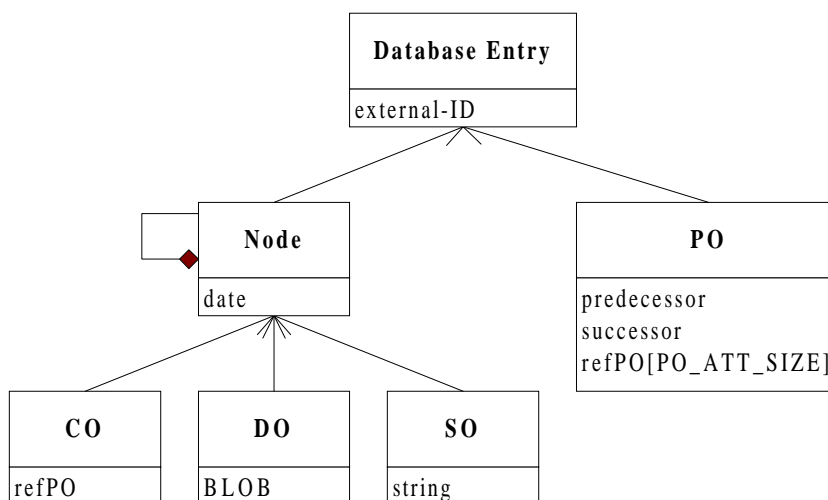 Database Entry
external-ID
Node
date
PO
predecessor
successor
refPO[PO_ATT_SIZE]
CO
refPO
DO
BLOB
SO
string